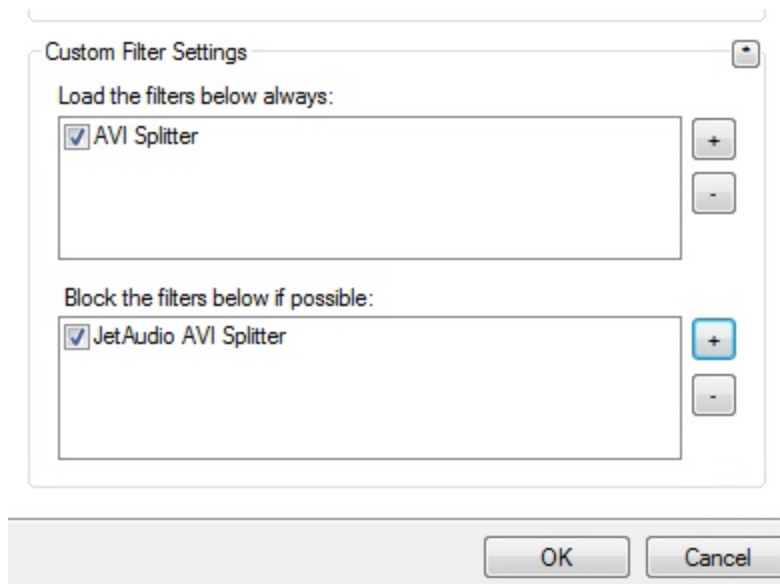 Custom Filter Settings
*
Load the filters below always:
AVI Splitter
+
-
Block the filters below if possible:
JetAudio AVI Splitter
+
-
OK
Cancel